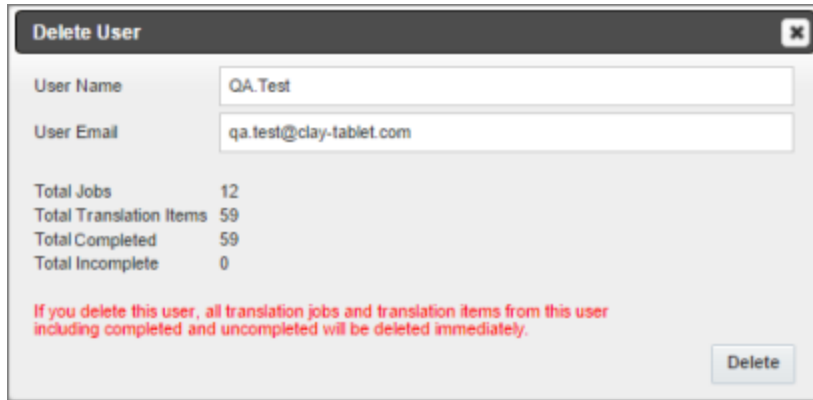 Delete User
User Name QA.Test
User Email qa.test@clay-tablet.com
Total Jobs 12
Total Translation Items 59
Total Completed 59
Total Incomplete 0
If you delete this user, all translation jobs and translation items from this user
including completed and uncompleted will be deleted immediately.
Delete